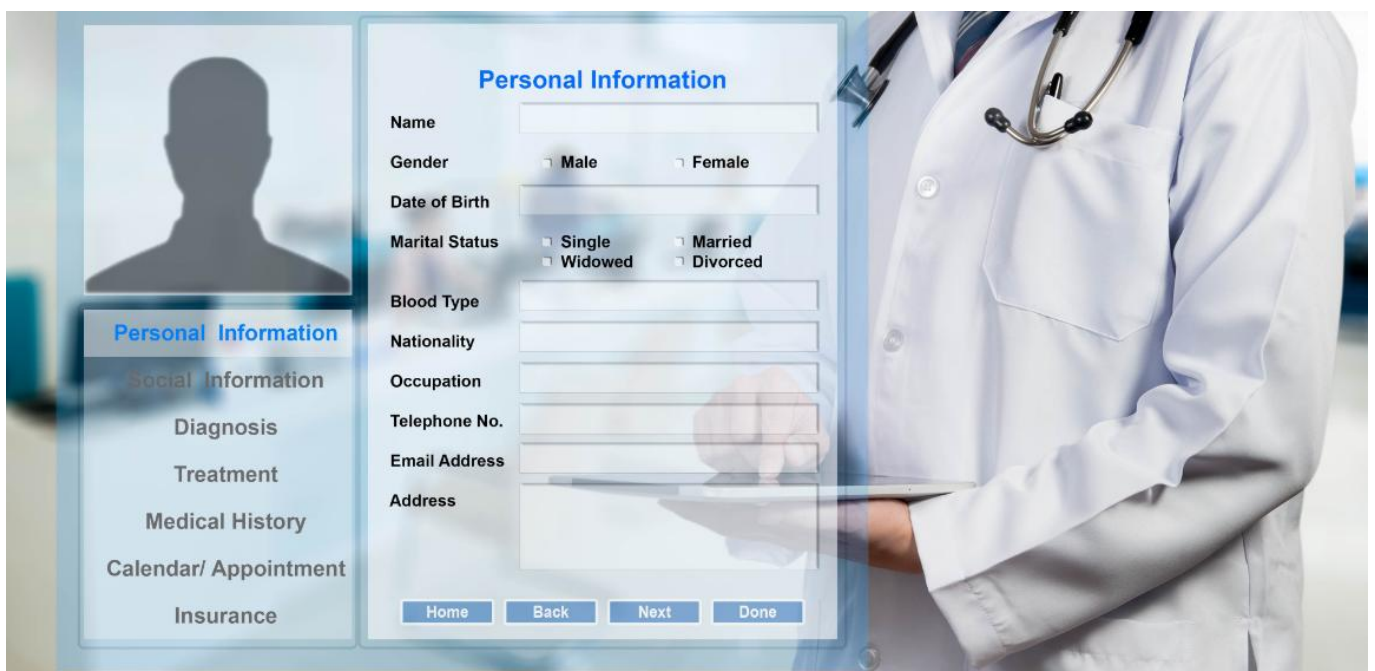 Personal Information
Social Information
Diagnosis
Treatment
Medical History
Calendar/ Appointment
Insurance
Personal Information
Name
Gender Male Female
Date of Birth
Marital Status Single Married
Widowed Divorced
Blood Type
Nationality
Occupation
Telephone No.
Email Address
Address
Home Back Next Done